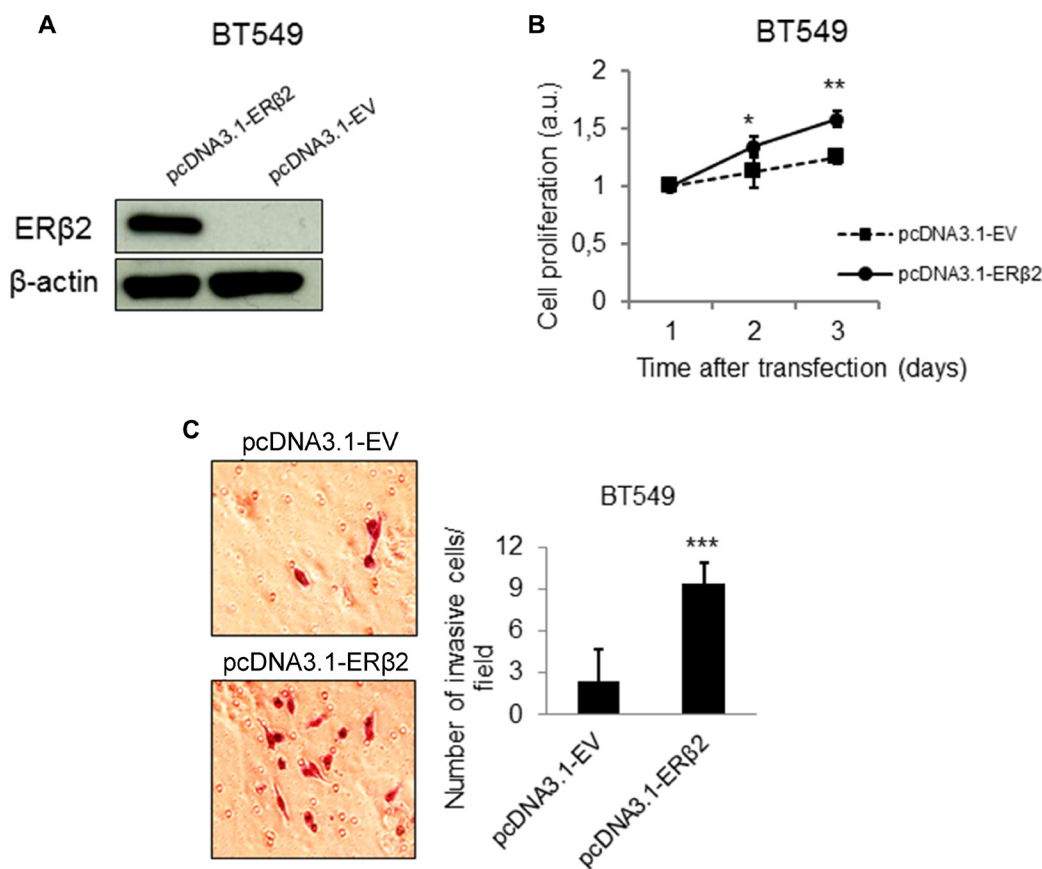 A
BT549
pcDNA3.1-ERβ2
pcDNA3.1-EV
ERβ2
β-actin
B
BT549
Cell proliferation (a.u.)
2
1,5
1
0,5
0
*
**
pcDNA3.1-EV
pcDNA3.1-ERβ2
1 2 3
Time after transfection (days)
C
pcDNA3.1-EV
pcDNA3.1-ERβ2
BT549
Number of invasive cells/
field
12
9
6
3
0
***
pcDNA3.1-EV
pcDNA3.1-ERβ2